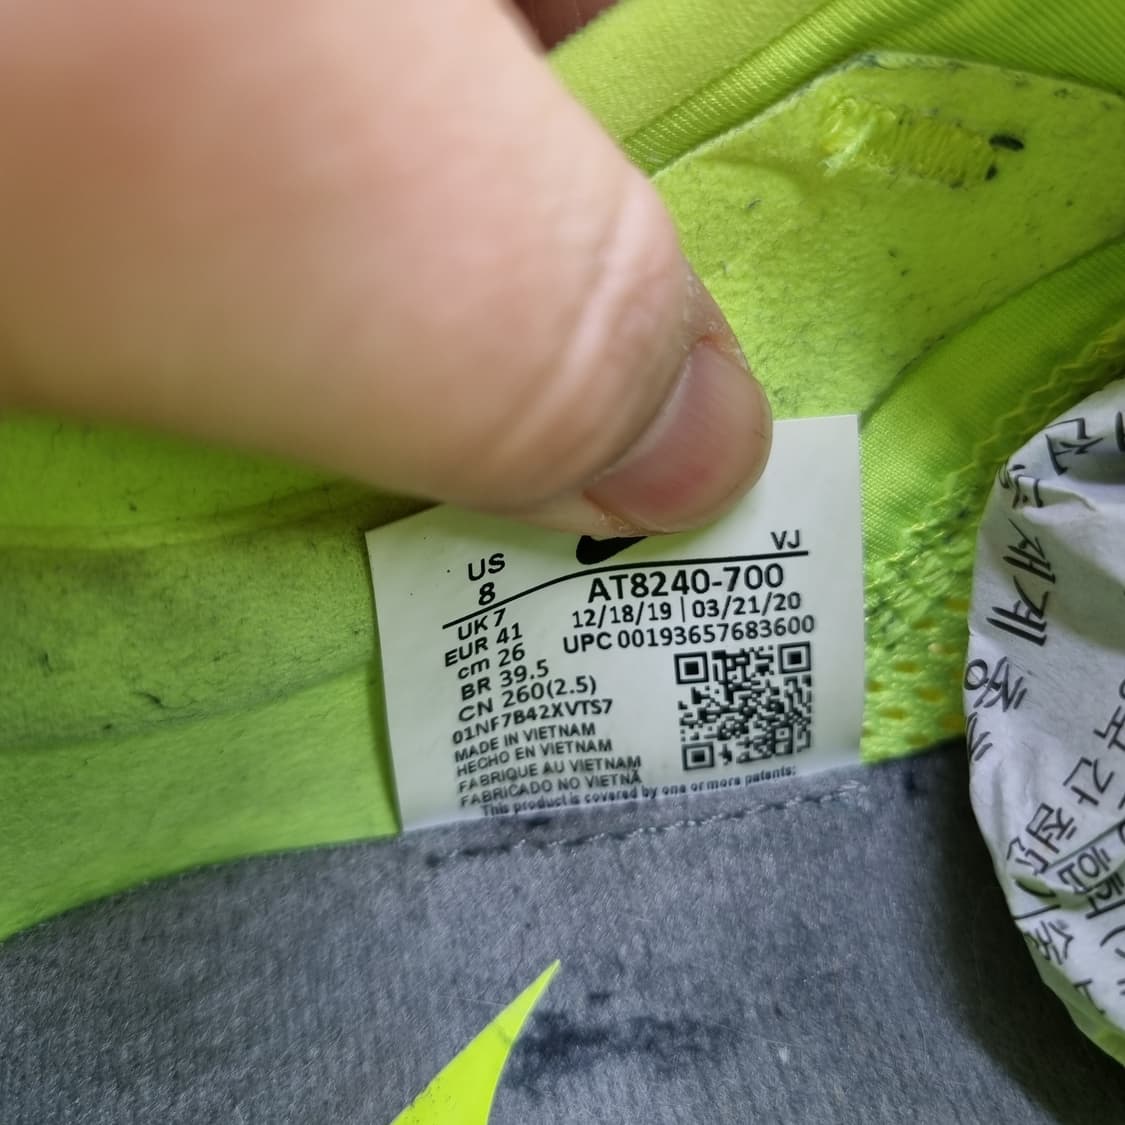 US
8
UK 7
EUR 41
cm 26
BR 39.5
CN 260(2.5)
01NF7B42XVTS7
MADE IN VIETNAM
HECHO EN VIETNAM
FABRIQUE AU VIETNAM
FABRICADO NO VIETNÃ
This product is covered by one or more patents:
VJ
AT8240-700
12/18/19 | 03/21/20
UPC 00193657683600